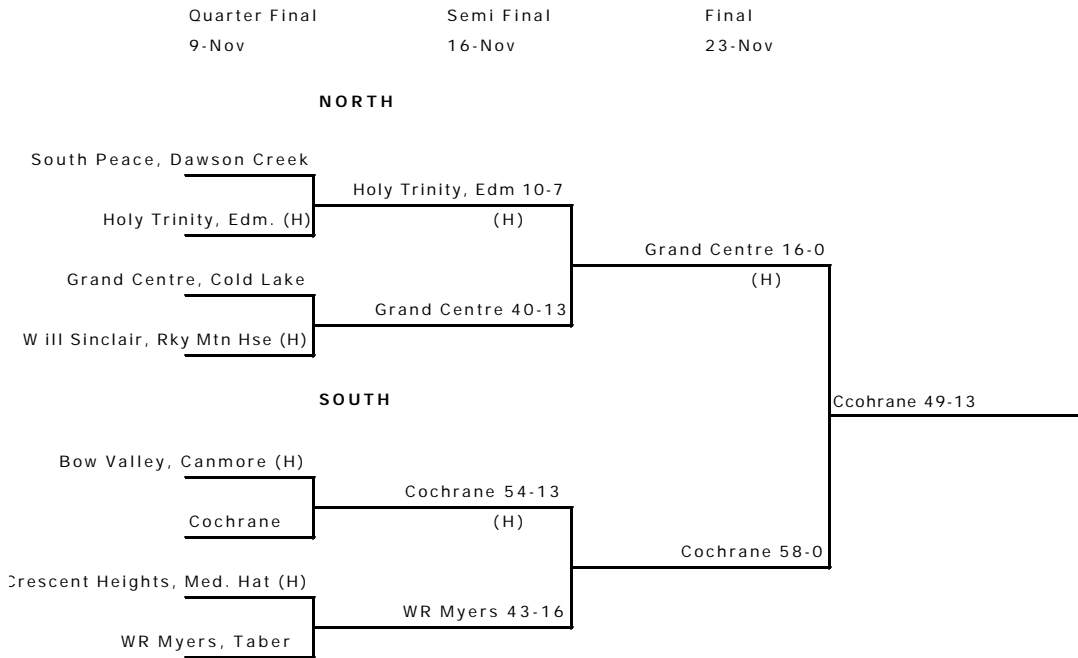 Quarter Final Semi Final Final
9-Nov 16-Nov 23-Nov
NORTH
South Peace, Dawson Creek
Holy Trinity, Edm 10-7
Holy Trinity, Edm. (H) (H)
Grand Centre 16-0
Grand Centre, Cold Lake (H)
Grand Centre 40-13
Will Sinclair, Rky Mtn Hse (H)
SOUTH
Ccohrane 49-13
Bow Valley, Canmore (H)
Cochrane 54-13
Cochrane (H)
Cochrane 58-0
Crescent Heights, Med. Hat (H)
WR Myers 43-16
WR Myers, Taber